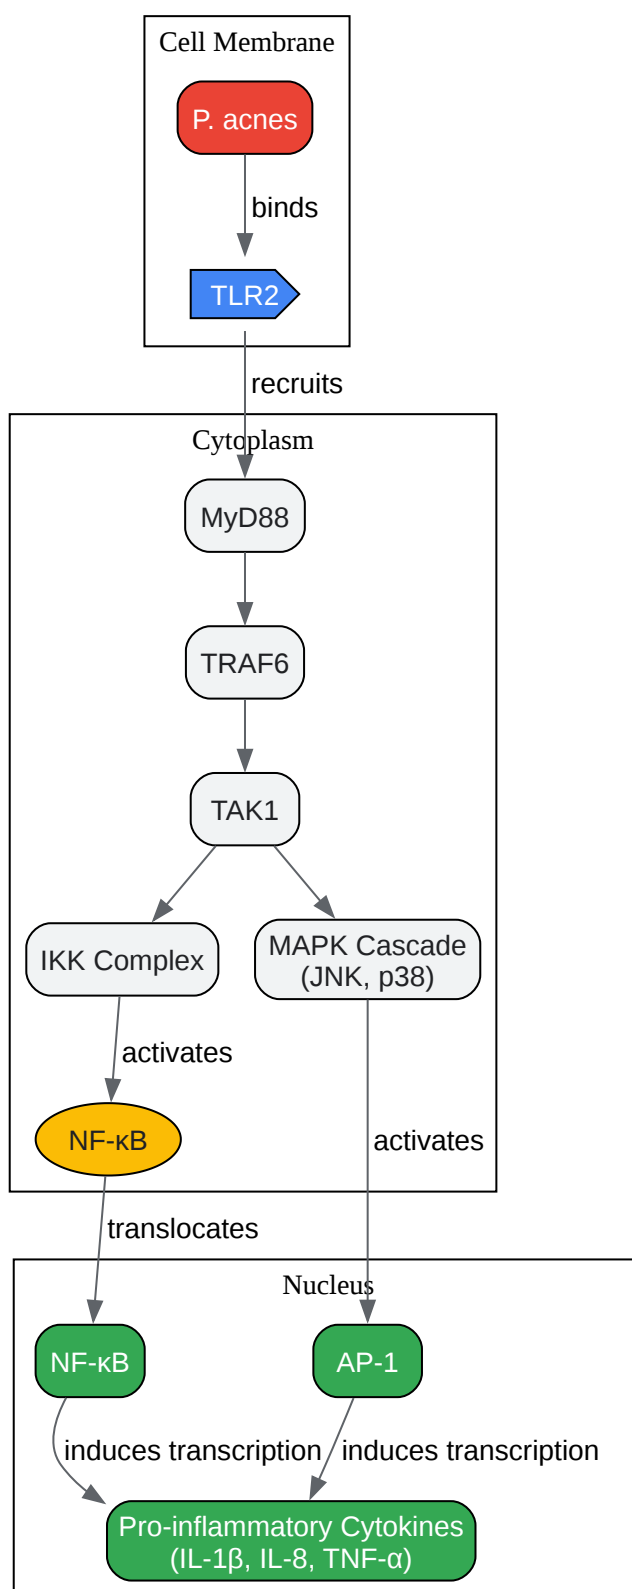 Cell Membrane
P. acnes
binds
TLR2
recruits
Cytoplasm
MyD88
TRAF6
TAK1
IKK Complex
MAPK Cascade
(JNK, p38)
activates
NF-κB
activates
translocates
Nucleus
NF-κB
AP-1
induces transcription
induces transcription
Pro-inflammatory Cytokines
(IL-1β, IL-8, TNF-α)